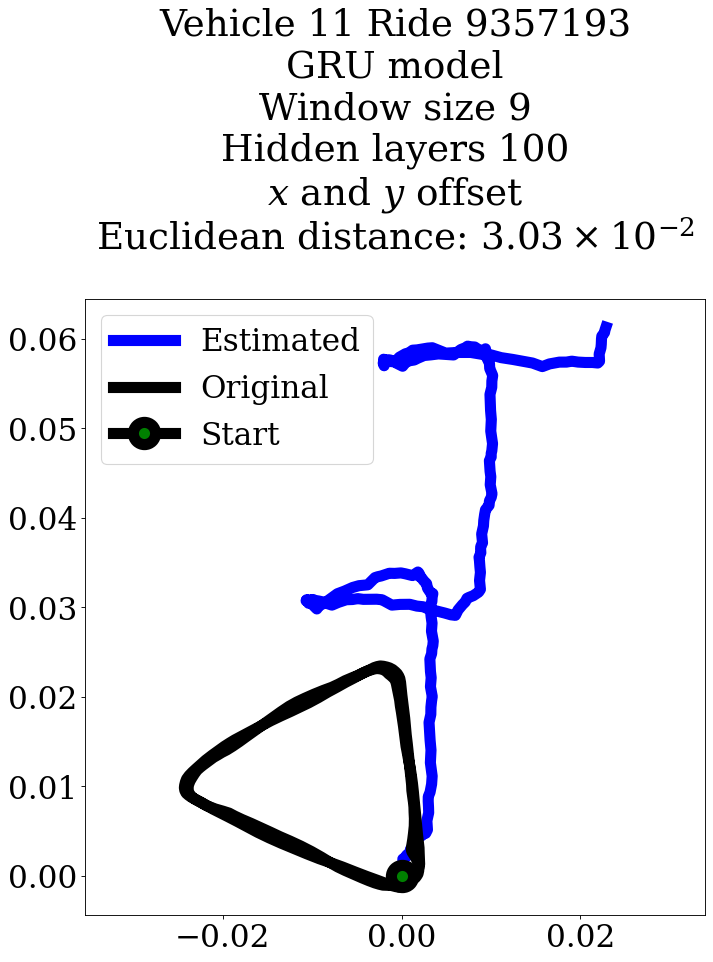 Vehicle 11 Ride 9357193
GRU model
Window size 9
Hidden layers 100
x and y offset
Euclidean distance: 3.03 × 10⁻²
Estimated
Original
Start
0.06
0.05
0.04
0.03
0.02
0.01
0.00
−0.02 0.00 0.02